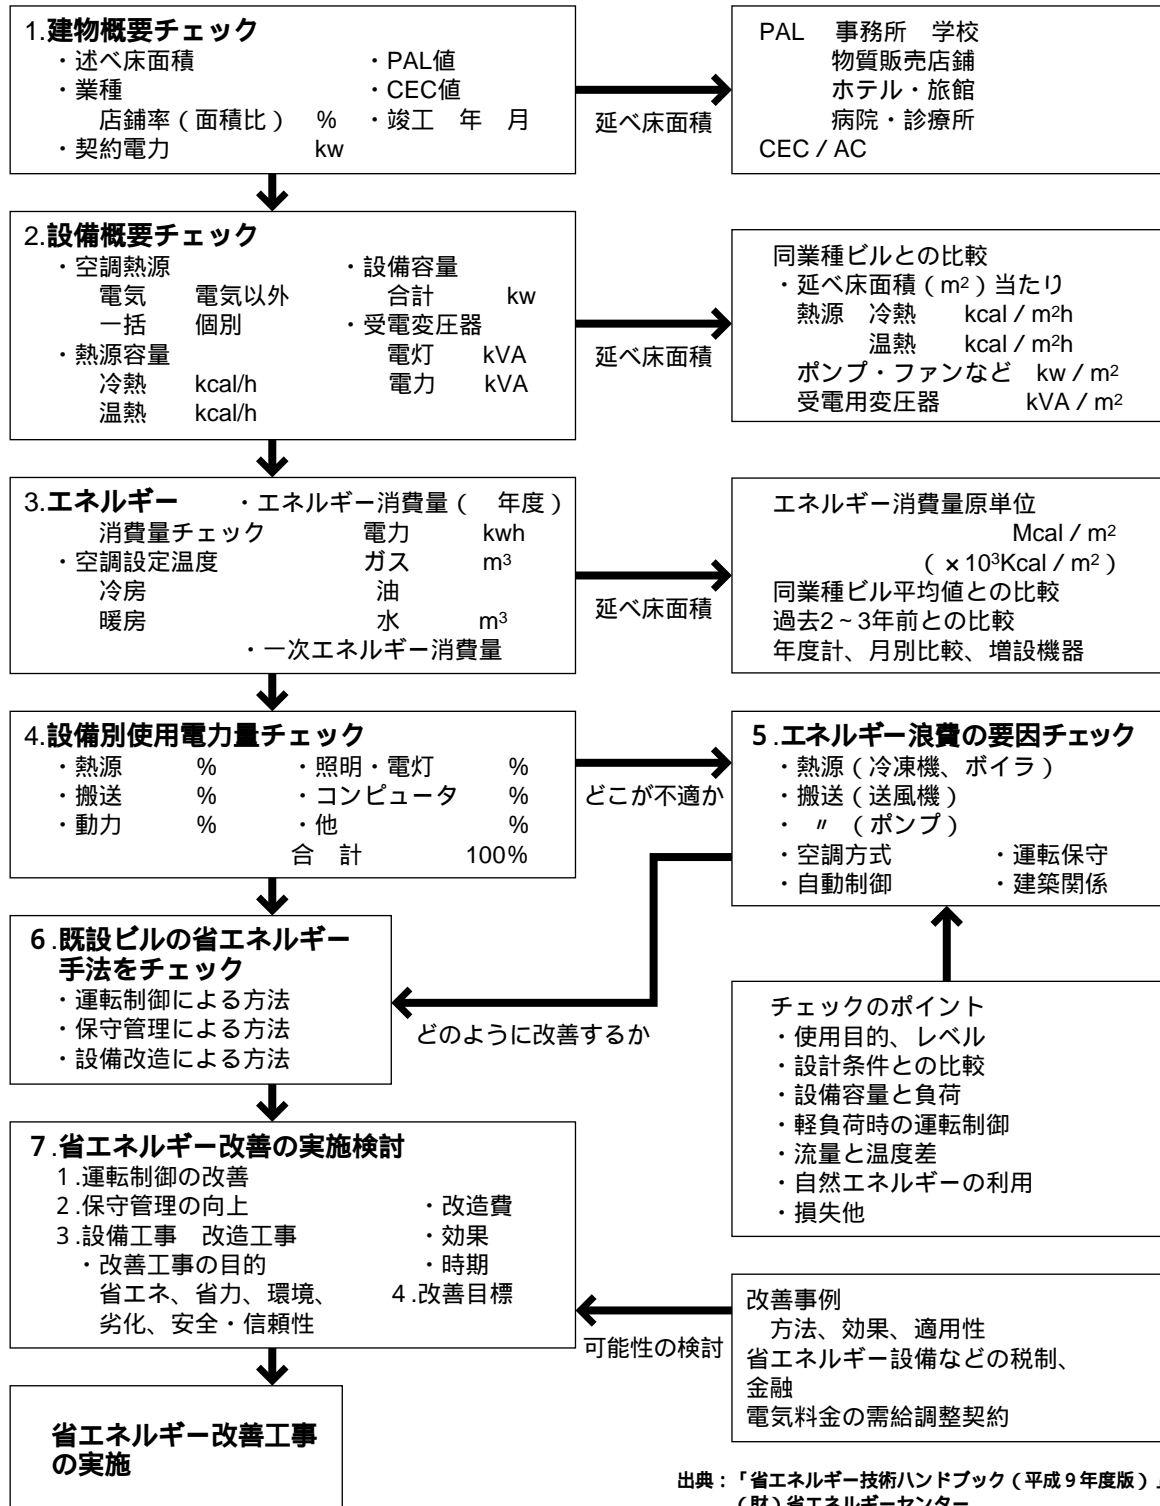 1.建物概要チェック
・述べ床面積　・PAL値
・業種　・CEC値
店舗率（面積比）　%　・竣工　年　月
・契約電力　kw
延べ床面積
PAL　事務所　学校
物質販売店舗
ホテル・旅館
病院・診療所
CEC / AC
2.設備概要チェック
・空調熱源　・設備容量
電気　電気以外　合計　kw
一括　個別　・受電変圧器
・熱源容量　電灯　kVA
冷熱　kcal/h　電力　kVA
温熱　kcal/h
延べ床面積
同業種ビルとの比較
・延べ床面積（m²）当たり
熱源　冷熱　kcal / m²h
温熱　kcal / m²h
ポンプ・ファンなど　kw / m²
受電用変圧器　kVA / m²
3.エネルギー　・エネルギー消費量（　年度）
消費量チェック　電力　kwh
・空調設定温度　ガス　m³
冷房　油
暖房　水　m³
・一次エネルギー消費量
延べ床面積
エネルギー消費量原単位
Mcal / m²
（×10³Kcal / m²）
同業種ビル平均値との比較
過去2～3年前との比較
年度計、月別比較、増設機器
4.設備別使用電力量チェック
・熱源　%　・照明・電灯　%
・搬送　%　・コンピュータ　%
・動力　%　・他　%
合　計　100%
どこが不適か
5.エネルギー浪費の要因チェック
・熱源（冷凍機、ボイラ）
・搬送（送風機）
・　〃　（ポンプ）
・空調方式　・運転保守
・自動制御　・建築関係
6.既設ビルの省エネルギー
手法をチェック
・運転制御による方法
・保守管理による方法
・設備改造による方法
どのように改善するか
チェックのポイント
・使用目的、レベル
・設計条件との比較
・設備容量と負荷
・軽負荷時の運転制御
・流量と温度差
・自然エネルギーの利用
・損失他
7.省エネルギー改善の実施検討
1.運転制御の改善
2.保守管理の向上　・改造費
3.設備工事　改造工事　・効果
・改善工事の目的　・時期
省エネ、省力、環境、　4.改善目標
劣化、安全・信頼性
可能性の検討
改善事例
方法、効果、適用性
省エネルギー設備などの税制、
金融
電気料金の需給調整契約
省エネルギー改善工事
の実施
出典：「省エネルギー技術ハンドブック（平成9年度版）」
（財）省エネルギーセンター